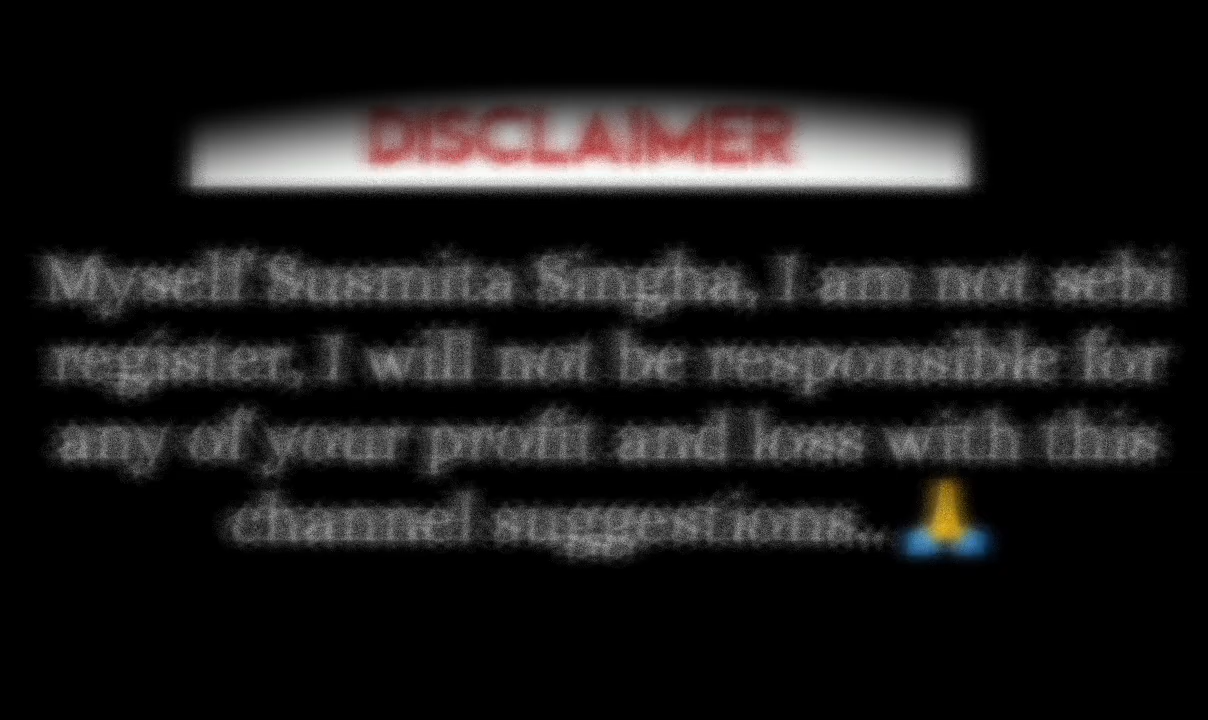 DISCLAIMER
Myself Susmita Singha, I am not sebi
register, I will not be responsible for
any of your profit and loss with this
channel suggestions... 🙏